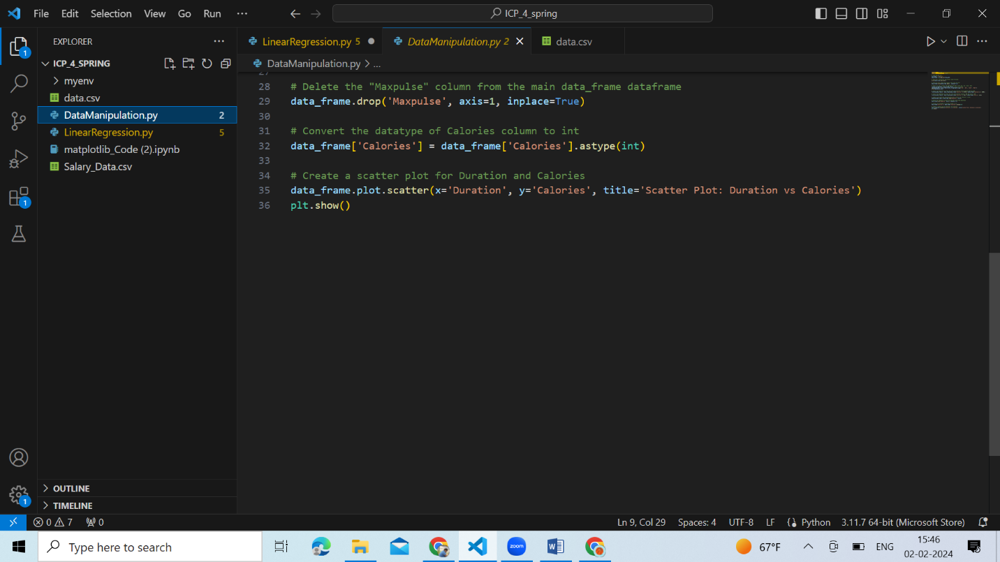 File Edit Selection View Go Run ··· ICP_4_spring
EXPLORER
ICP_4_SPRING
myenv
data.csv
DataManipulation.py 2
LinearRegression.py 5
matplotlib_Code (2).ipynb
Salary_Data.csv
OUTLINE
TIMELINE
1
1
1
LinearRegression.py 5 DataManipulation.py 2 data.csv
DataManipulation.py > ...
27
28 # Delete the "Maxpulse" column from the main data_frame dataframe
29 data_frame.drop('Maxpulse', axis=1, inplace=True)
30
31 # Convert the datatype of Calories column to int
32 data_frame['Calories'] = data_frame['Calories'].astype(int)
33
34 # Create a scatter plot for Duration and Calories
35 data_frame.plot.scatter(x='Duration', y='Calories', title='Scatter Plot: Duration vs Calories')
36 plt.show()
0 7 0 Ln 9, Col 29 Spaces: 4 UTF-8 LF Python 3.11.7 64-bit (Microsoft Store)
Type here to search zoom 67°F ENG 15:46
02-02-2024